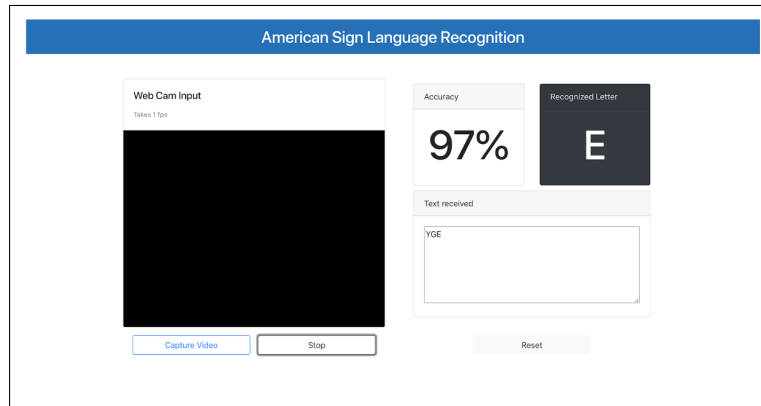 American Sign Language Recognition
Web Cam Input
Takes 1 fps
Accuracy
97%
Recognized Letter
E
Text received
YGE
Capture Video
Stop
Reset